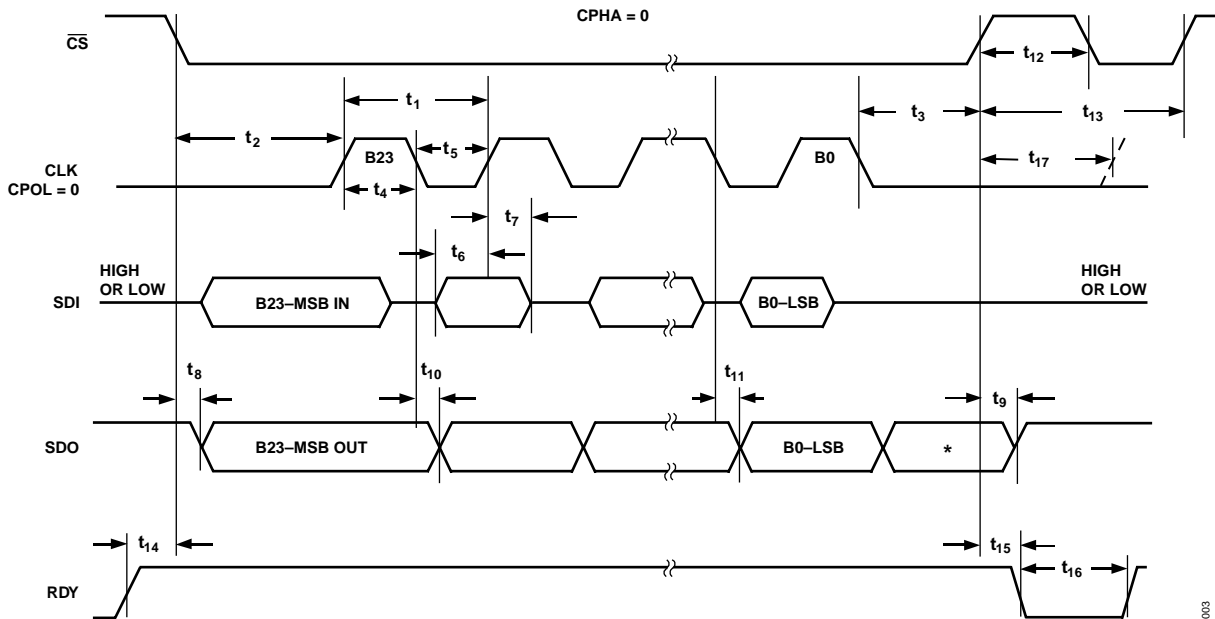 CPHA = 0
CS
t12
t1
t3
t13
t2
CLK
CPOL = 0
B23
t5
B0
t17
t4
t7
t6
HIGH
OR LOW
SDI
B23–MSB IN
B0–LSB
HIGH
OR LOW
t8
t10
t11
t9
SDO
B23–MSB OUT
B0–LSB
*
t14
t15
t16
RDY
003